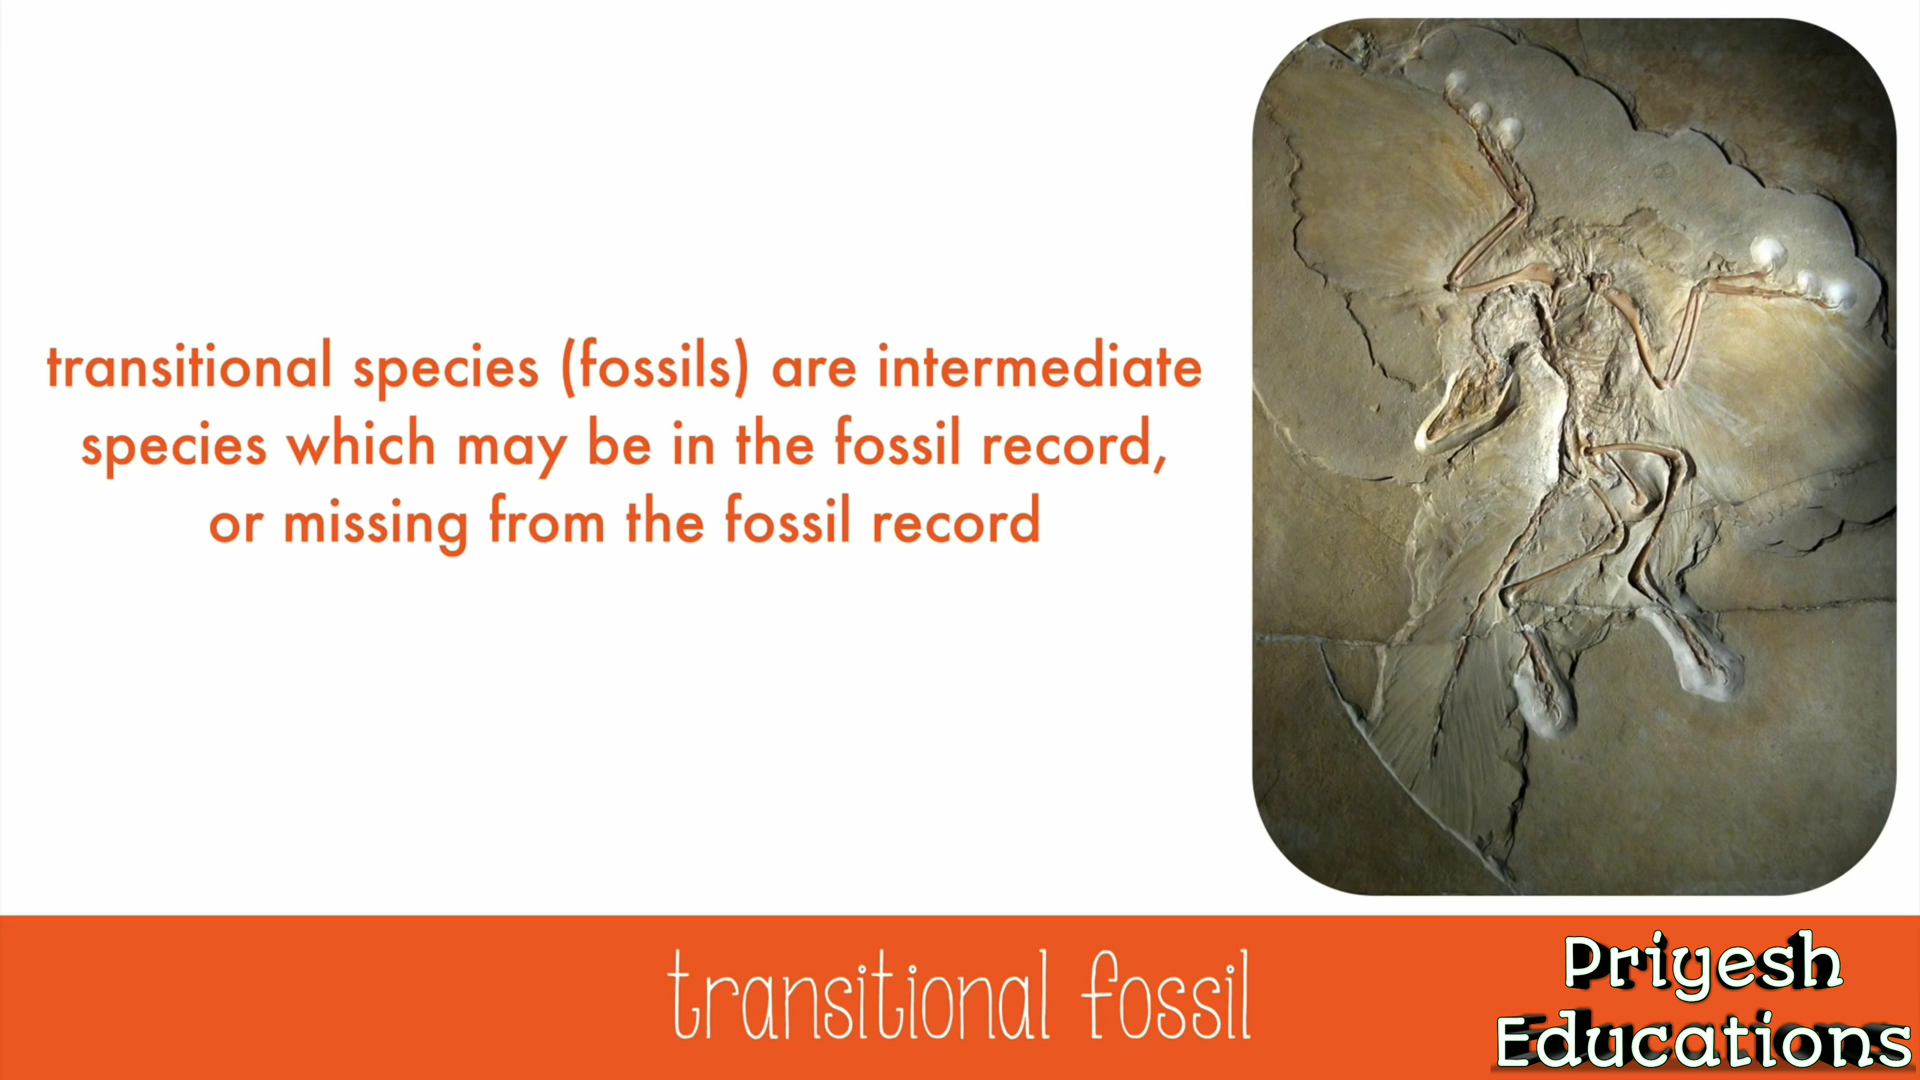 transitional species (fossils) are intermediate
species which may be in the fossil record,
or missing from the fossil record
transitional fossil
Priyesh
Educations